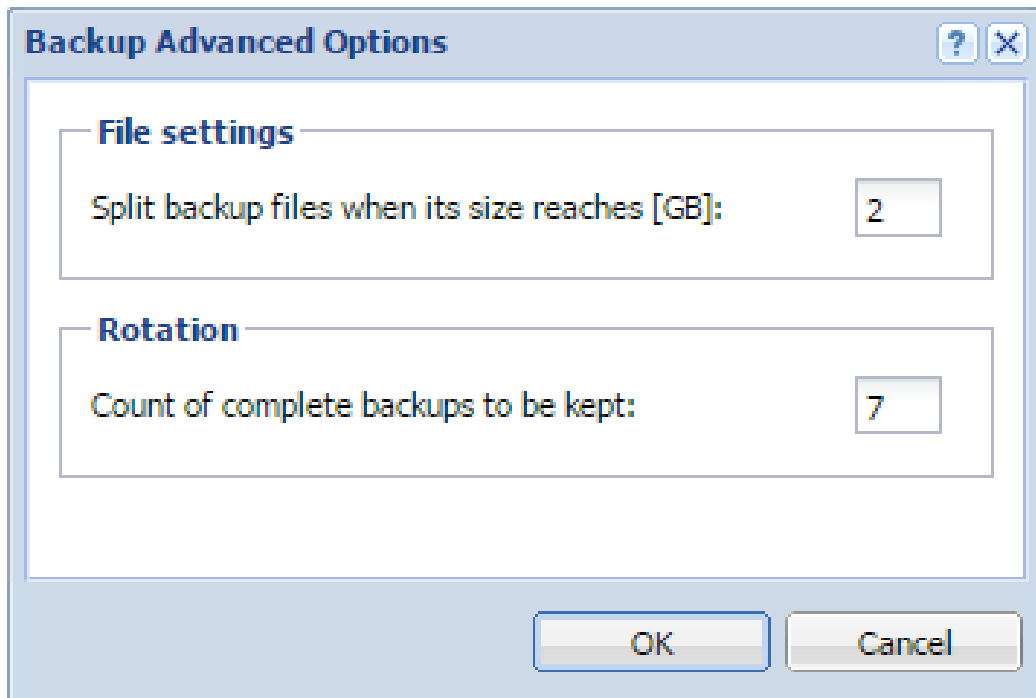 Backup Advanced Options
?
File settings
Split backup files when its size reaches [GB]: 2
Rotation
Count of complete backups to be kept: 7
OK Cancel